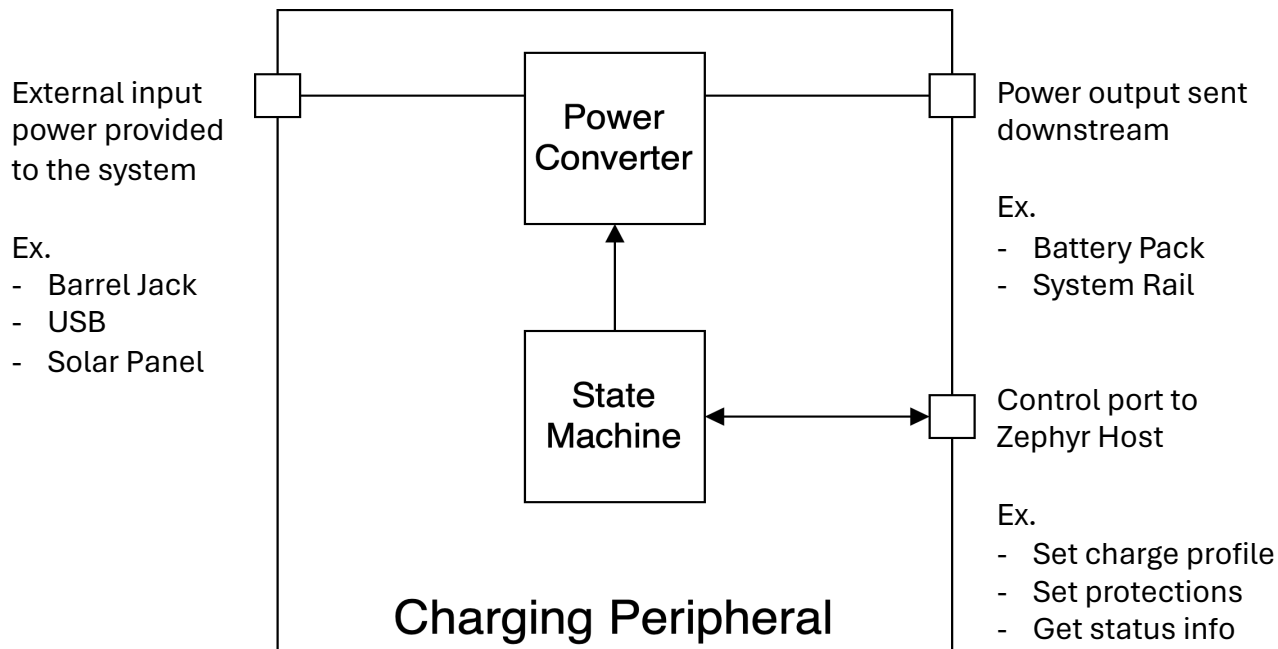 External input
power provided
to the system
Ex.
- Barrel Jack
- USB
- Solar Panel
Power
Converter
State
Machine
Charging Peripheral
Power output sent
downstream
Ex.
- Battery Pack
- System Rail
Control port to
Zephyr Host
Ex.
- Set charge profile
- Set protections
- Get status info